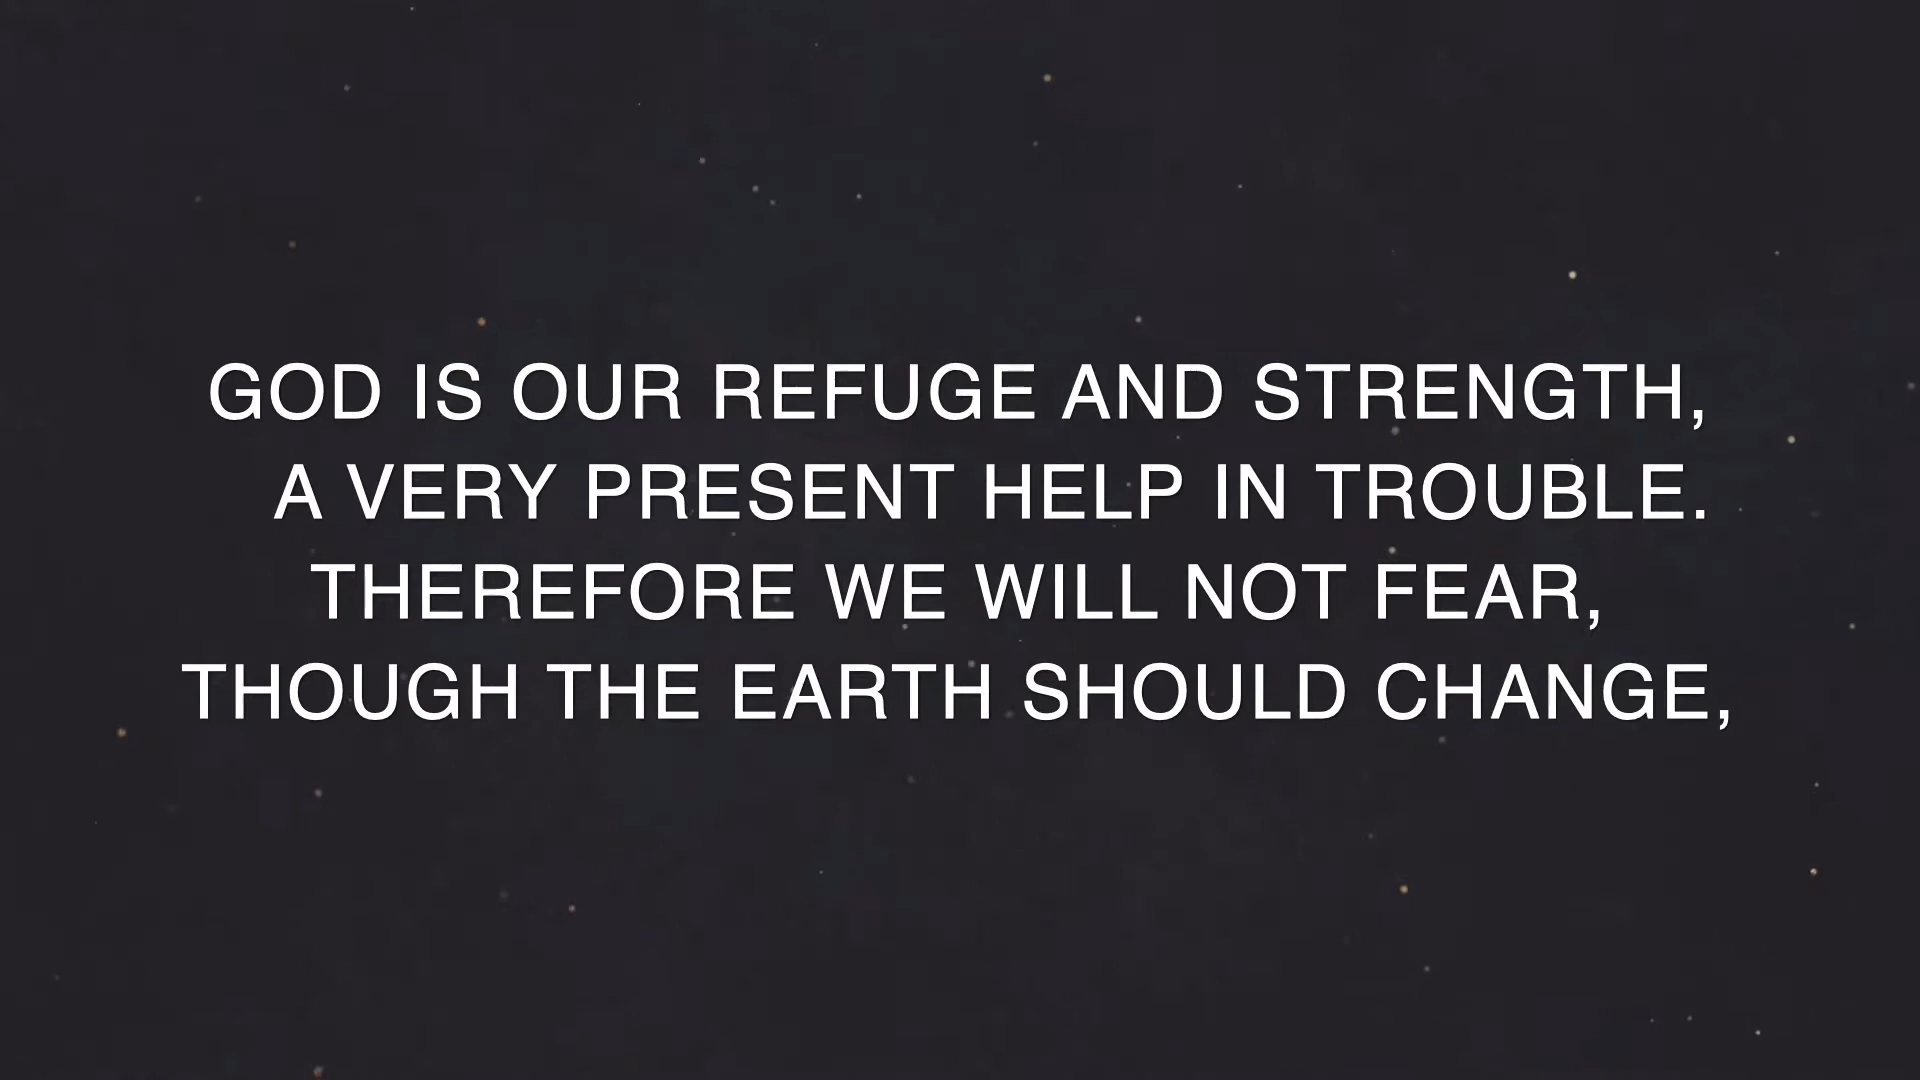 GOD IS OUR REFUGE AND STRENGTH,
A VERY PRESENT HELP IN TROUBLE.
THEREFORE WE WILL NOT FEAR,
THOUGH THE EARTH SHOULD CHANGE,